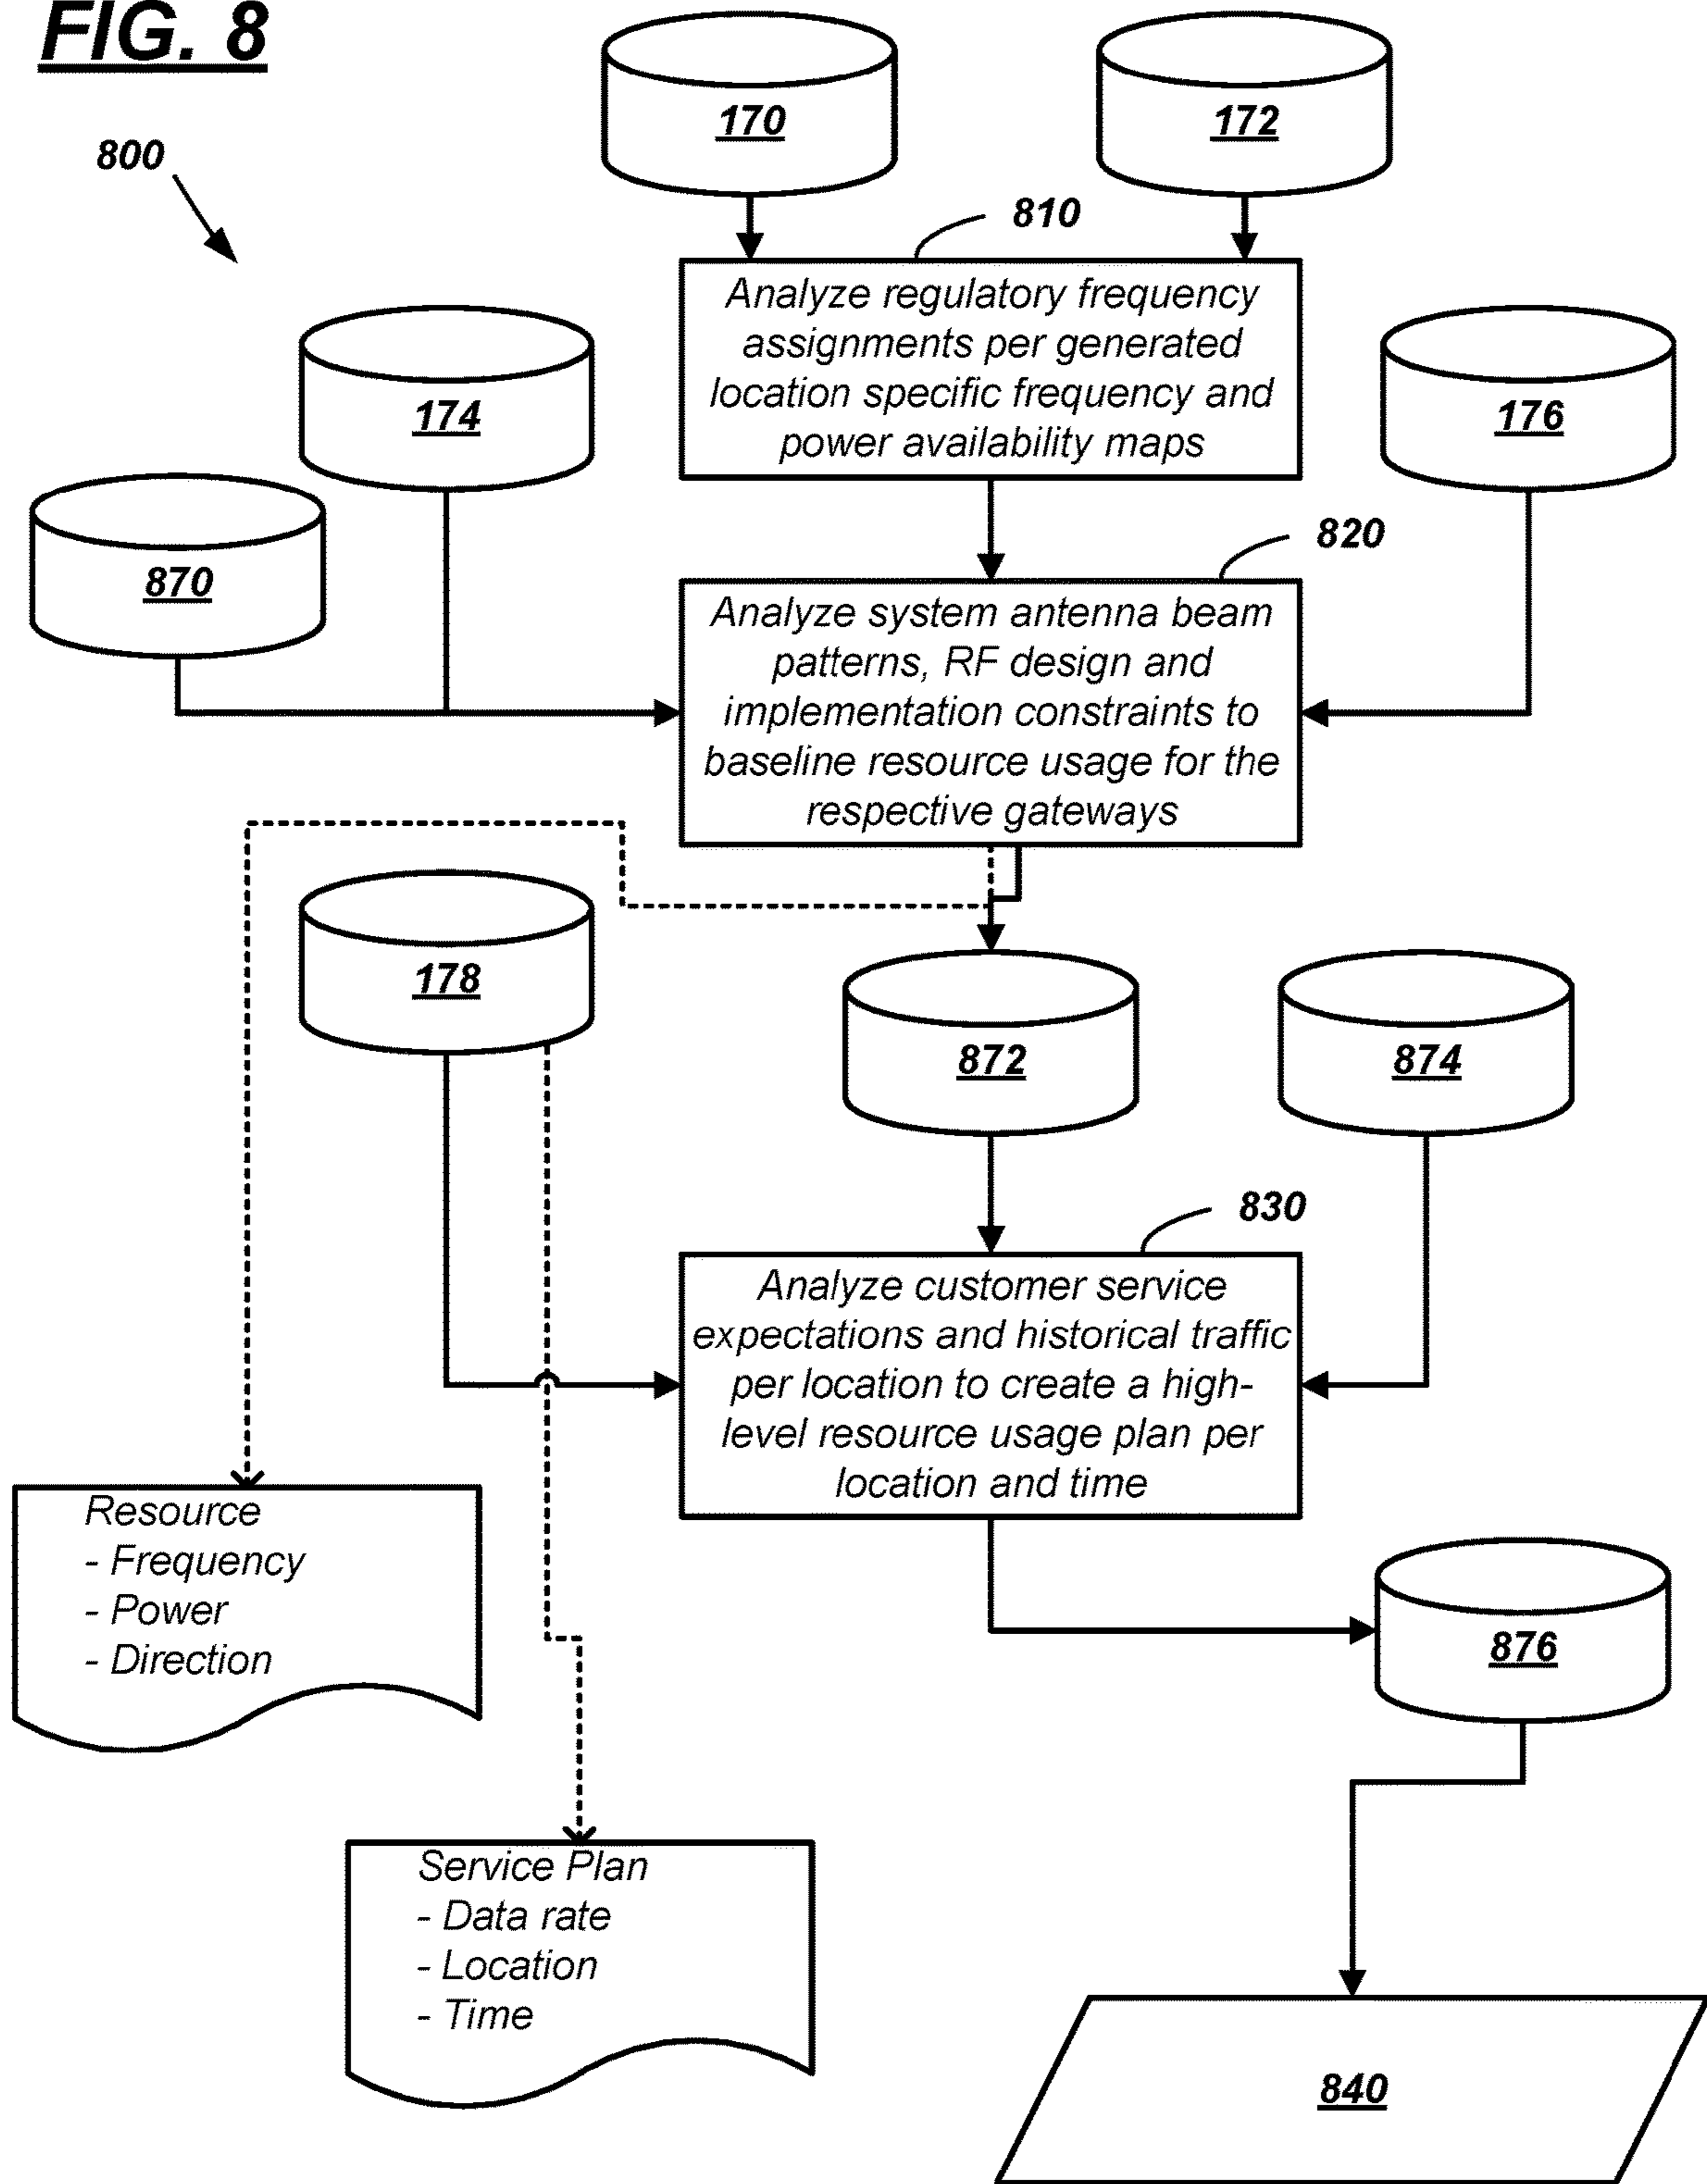 FIG. 8
800
170
172
810
Analyze regulatory frequency
assignments per generated
location specific frequency and
power availability maps
174
176
870
820
Analyze system antenna beam
patterns, RF design and
implementation constraints to
baseline resource usage for the
respective gateways
178
872
874
830
Analyze customer service
expectations and historical traffic
per location to create a high-
level resource usage plan per
location and time
Resource
- Frequency
- Power
- Direction
876
Service Plan
- Data rate
- Location
- Time
840